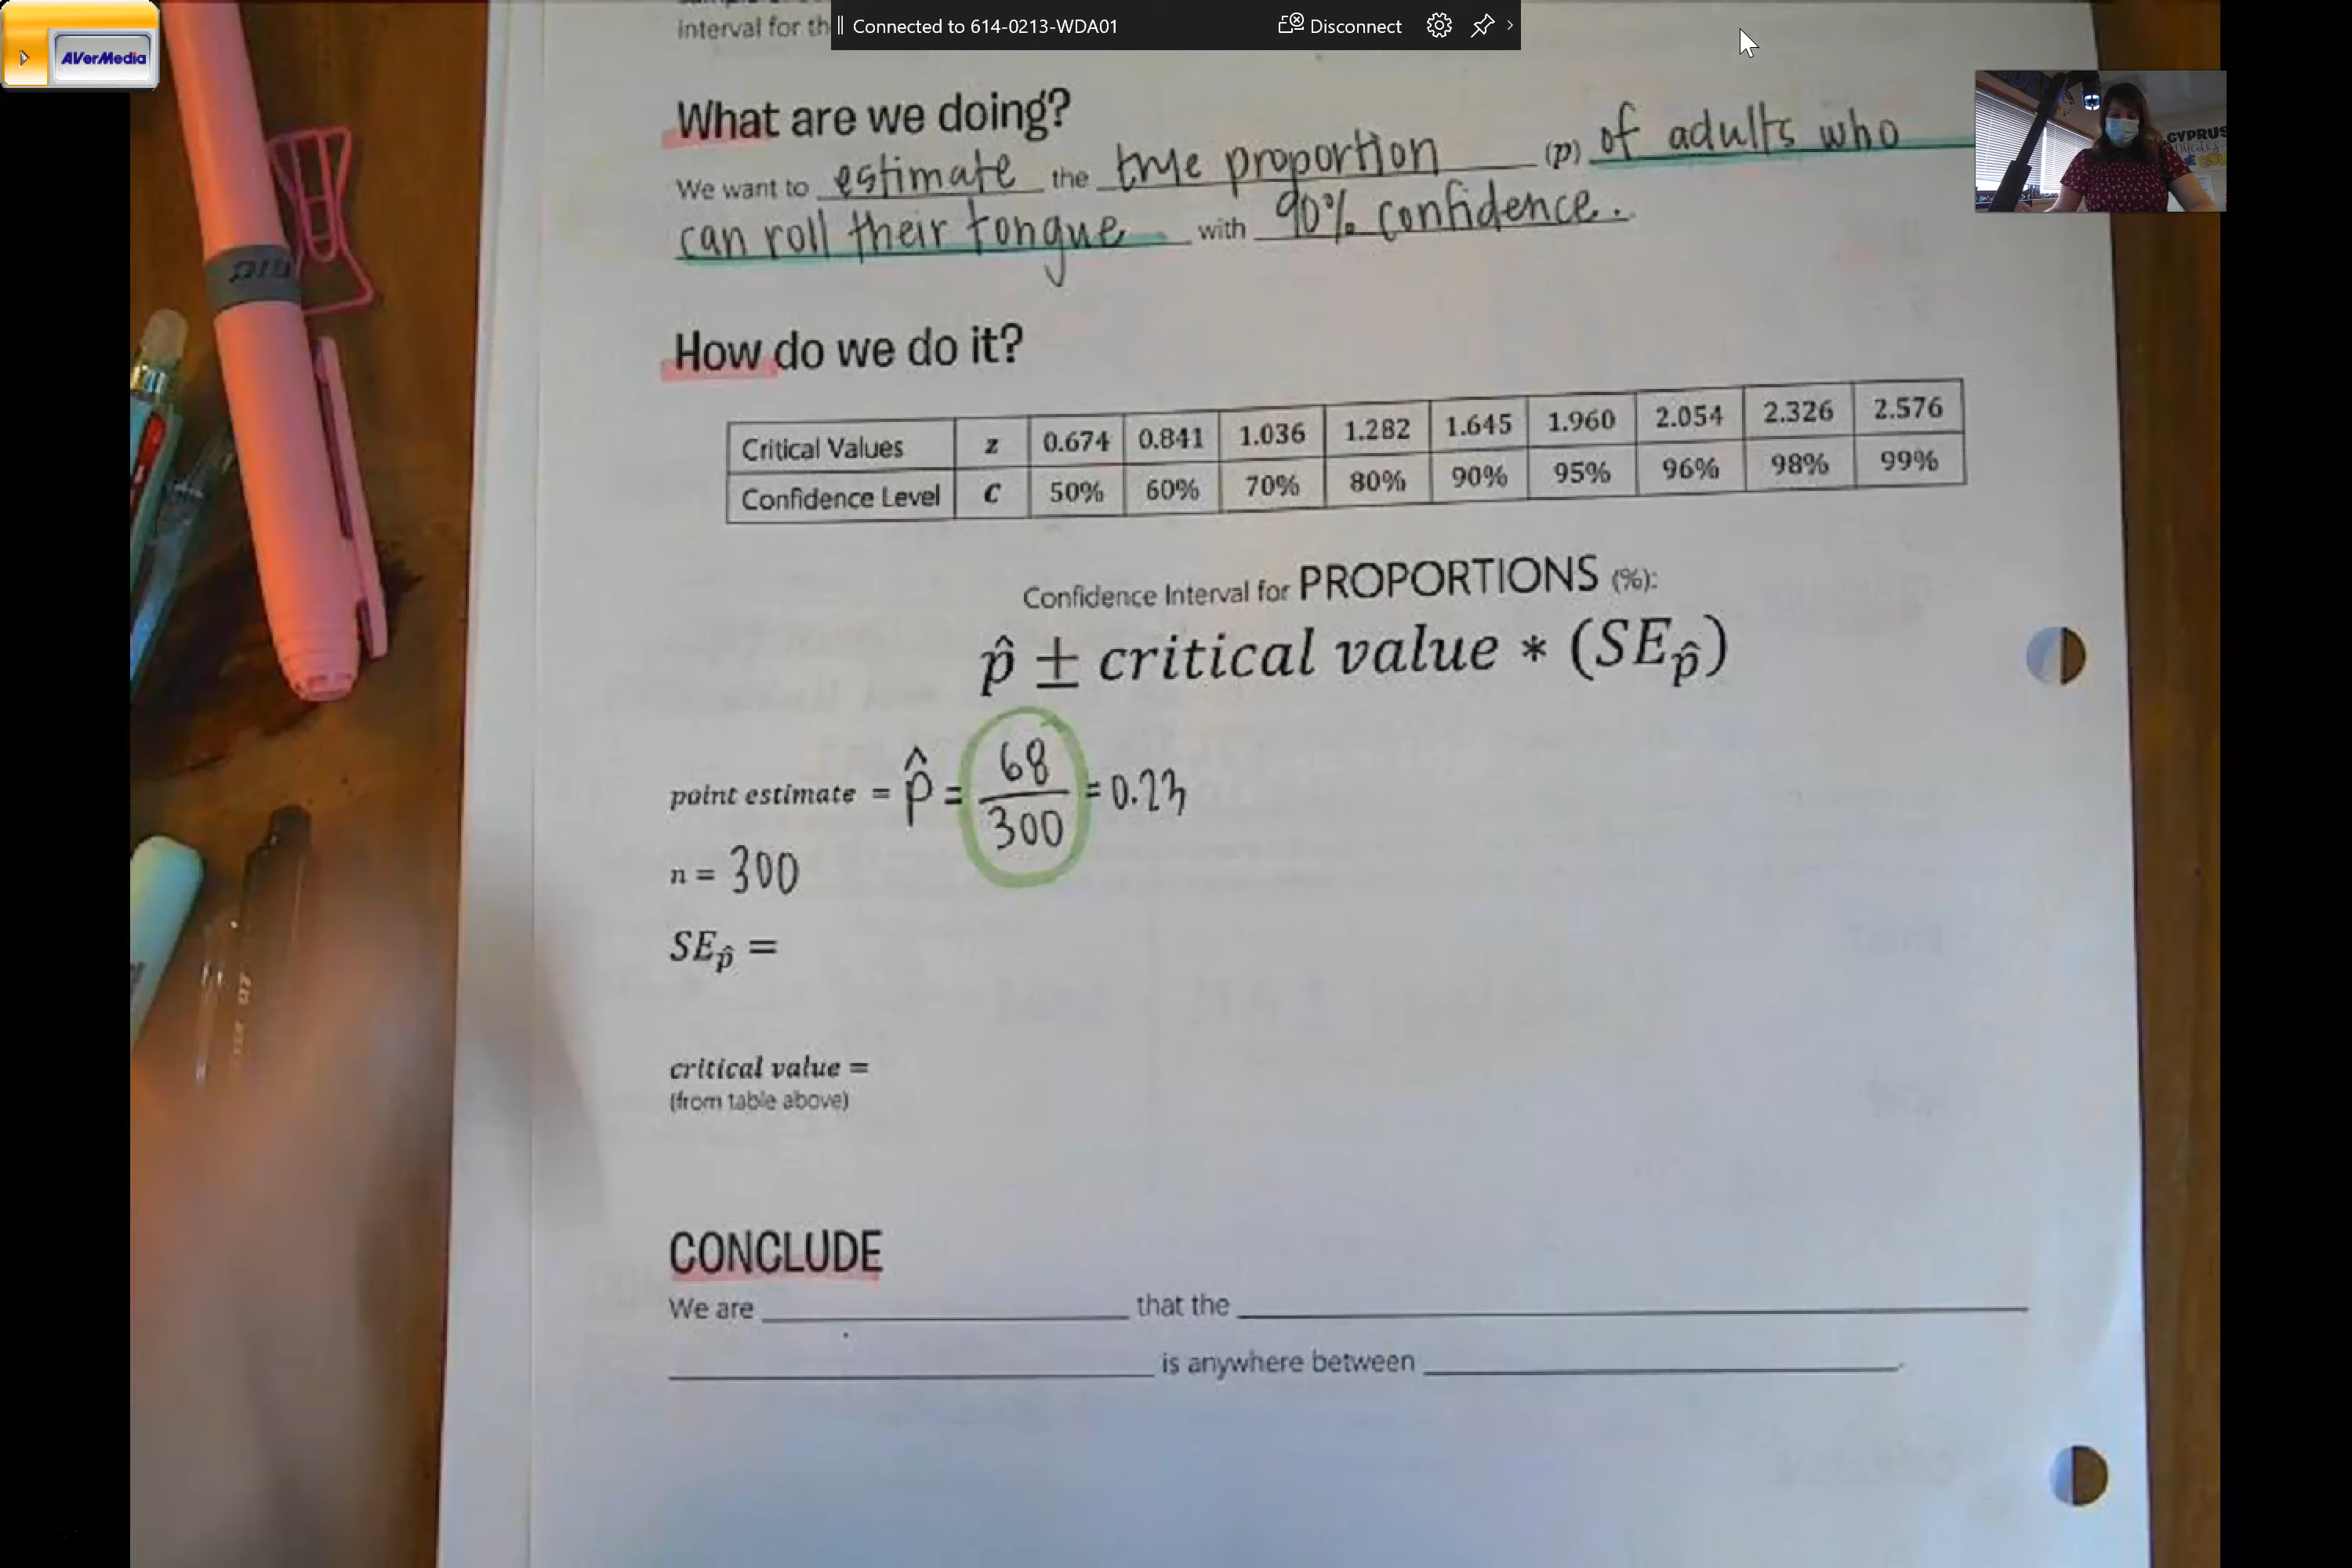 AVerMedia
Connected to 614-0213-WDA01
Disconnect
interval for th
What are we doing?
We want to estimate the true proportion (p) of adults who
can roll their tongue with 90% confidence.
CYPRUS
How do we do it?
Critical Values z 0.674 0.841 1.036 1.282 1.645 1.960 2.054 2.326 2.576
Confidence Level C 50% 60% 70% 80% 90% 95% 96% 98% 99%
Confidence Interval for PROPORTIONS (%):
p̂ ± critical value * (SEp̂)
point estimate = p̂ = 68/300 = 0.23
n = 300
SEp̂ =
critical value =
(from table above)
CONCLUDE
We are ____ that the ____
____ is anywhere between ____.